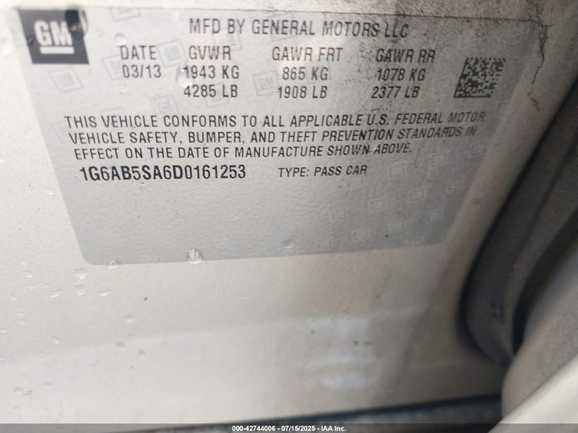 GM
MFD BY GENERAL MOTORS LLC
DATE GVWR GAWR FRT GAWR RR
03/13 1943 KG 865 KG 1078 KG
4285 LB 1908 LB 2377 LB
THIS VEHICLE CONFORMS TO ALL APPLICABLE U.S. FEDERAL MOTOR
VEHICLE SAFETY, BUMPER, AND THEFT PREVENTION STANDARDS IN
EFFECT ON THE DATE OF MANUFACTURE SHOWN ABOVE.
1G6AB5SA6D0161253 TYPE: PASS CAR
000-42744006 - 07/15/2025 - IAA Inc.